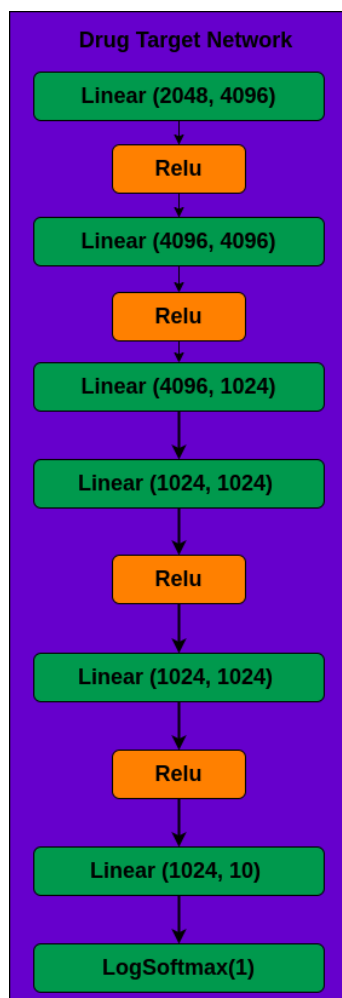 Drug Target Network
Linear (2048, 4096)
Relu
Linear (4096, 4096)
Relu
Linear (4096, 1024)
Linear (1024, 1024)
Relu
Linear (1024, 1024)
Relu
Linear (1024, 10)
LogSoftmax(1)